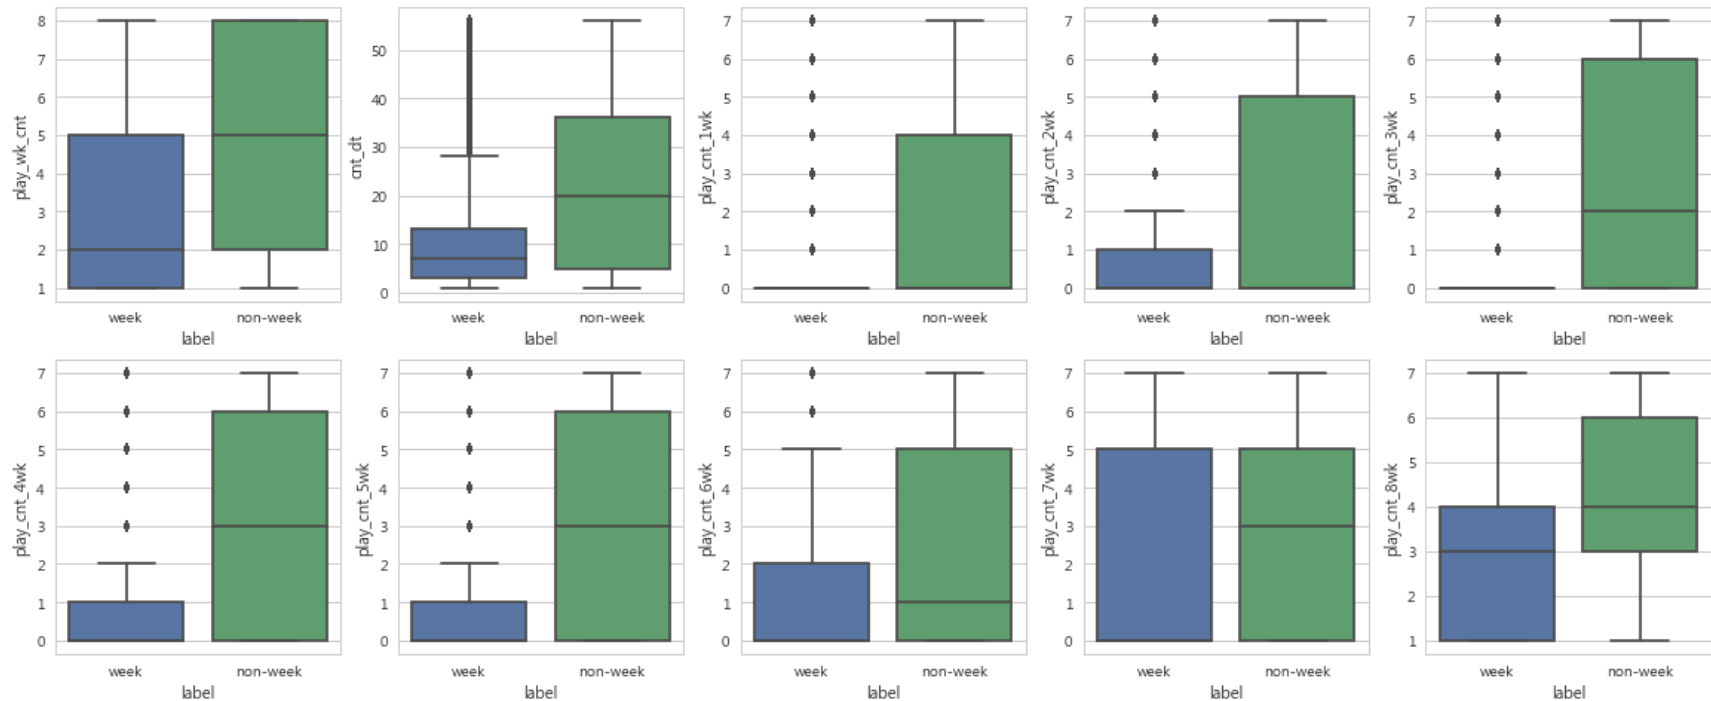 play_wk_cnt
8
7
6
5
4
3
2
1
week non-week
label
cnt_dt
50
40
30
20
10
0
week non-week
label
play_cnt_1wk
7
6
5
4
3
2
1
0
week non-week
label
play_cnt_2wk
7
6
5
4
3
2
1
0
week non-week
label
play_cnt_3wk
7
6
5
4
3
2
1
0
week non-week
label
play_cnt_4wk
7
6
5
4
3
2
1
0
week non-week
label
play_cnt_5wk
7
6
5
4
3
2
1
0
week non-week
label
play_cnt_6wk
7
6
5
4
3
2
1
0
week non-week
label
play_cnt_7wk
7
6
5
4
3
2
1
0
week non-week
label
play_cnt_8wk
7
6
5
4
3
2
1
week non-week
label